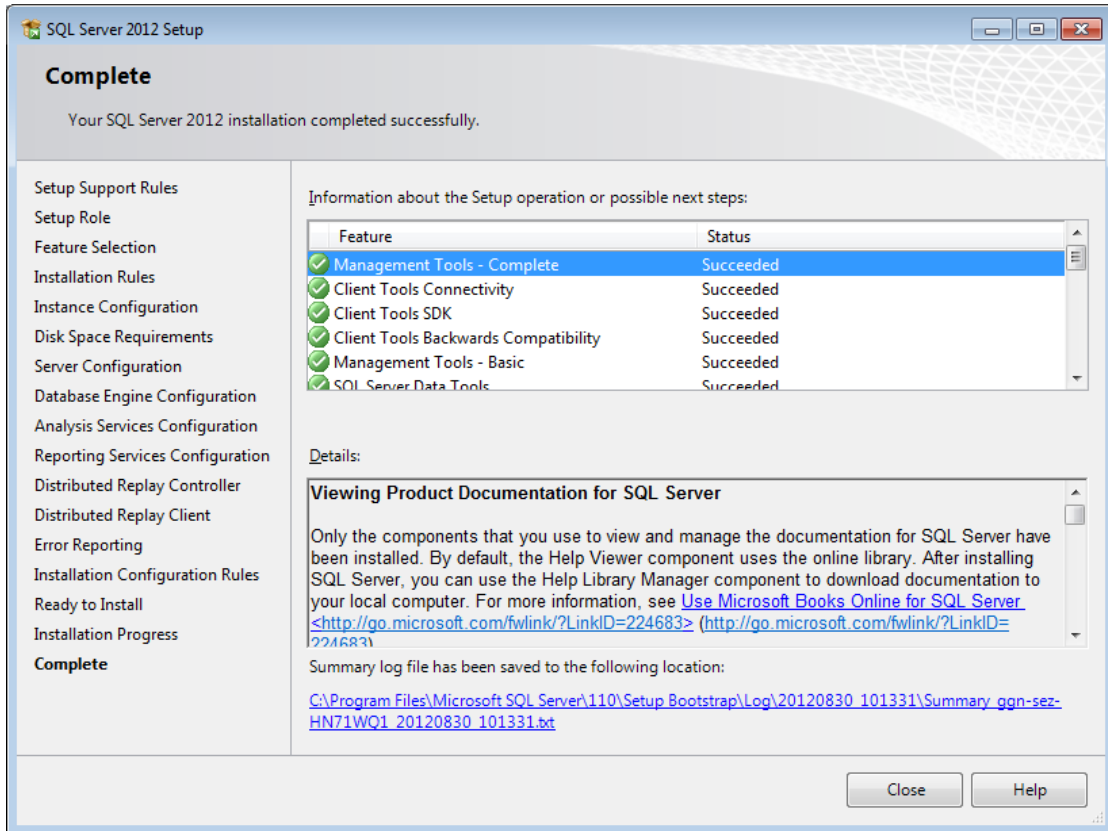 SQL Server 2012 Setup
Complete
Your SQL Server 2012 installation completed successfully.
Setup Support Rules
Setup Role
Feature Selection
Installation Rules
Instance Configuration
Disk Space Requirements
Server Configuration
Database Engine Configuration
Analysis Services Configuration
Reporting Services Configuration
Distributed Replay Controller
Distributed Replay Client
Error Reporting
Installation Configuration Rules
Ready to Install
Installation Progress
Complete
Information about the Setup operation or possible next steps:
Feature Status
Management Tools - Complete Succeeded
Client Tools Connectivity Succeeded
Client Tools SDK Succeeded
Client Tools Backwards Compatibility Succeeded
Management Tools - Basic Succeeded
SQL Server Data Tools Succeeded
Details:
Viewing Product Documentation for SQL Server
Only the components that you use to view and manage the documentation for SQL Server have
been installed. By default, the Help Viewer component uses the online library. After installing
SQL Server, you can use the Help Library Manager component to download documentation to
your local computer. For more information, see Use Microsoft Books Online for SQL Server
<http://go.microsoft.com/fwlink/?LinkID=224683> (http://go.microsoft.com/fwlink/?LinkID=
224683)
Summary log file has been saved to the following location:
C:\Program Files\Microsoft SQL Server\110\Setup Bootstrap\Log\20120830_101331\Summary_ggn-sez-
HN71WQ1_20120830_101331.txt
Close Help